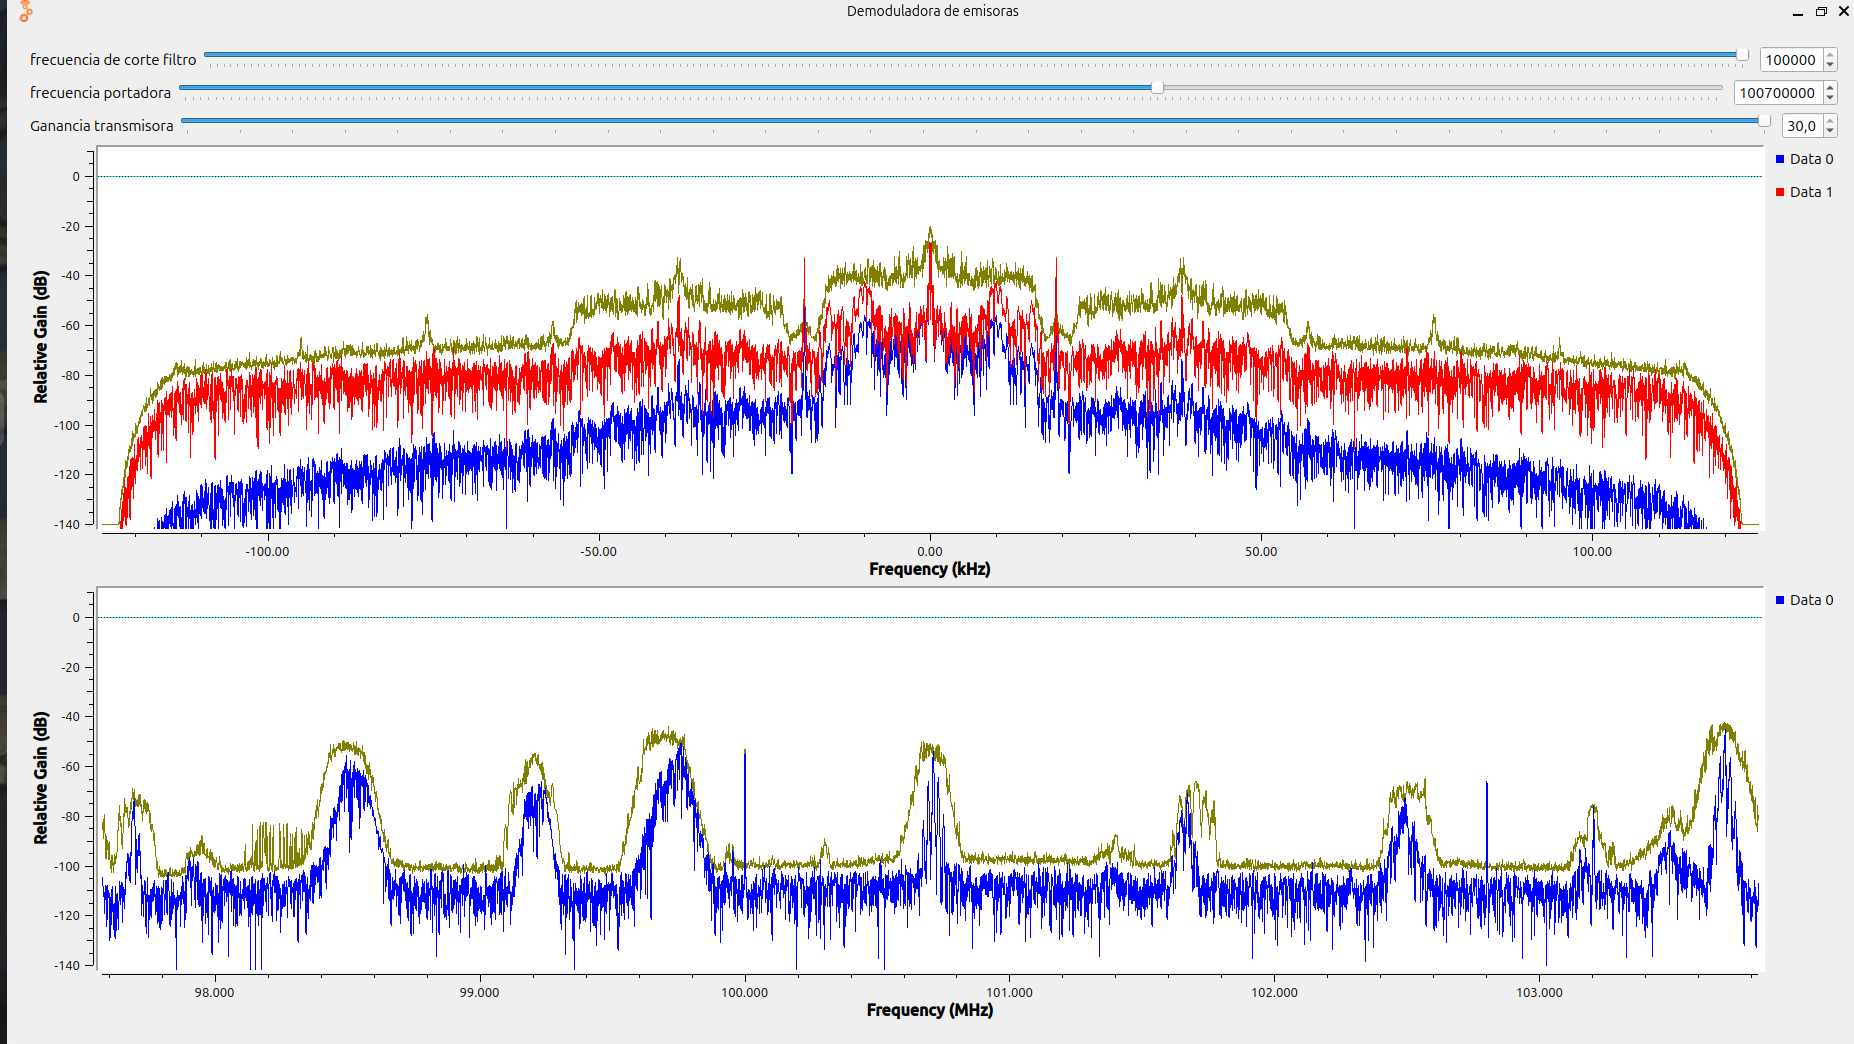 Demoduladora de emisoras
frecuencia de corte filtro 100000
frecuencia portadora 100700000
Ganancia transmisora 30,0
Data 0
Data 1
Relative Gain (dB)
0
-20
-40
-60
-80
-100
-120
-140
-100.00 -50.00 0.00 50.00 100.00
Frequency (kHz)
Data 0
Relative Gain (dB)
0
-20
-40
-60
-80
-100
-120
-140
98.000 99.000 100.000 101.000 102.000 103.000
Frequency (MHz)